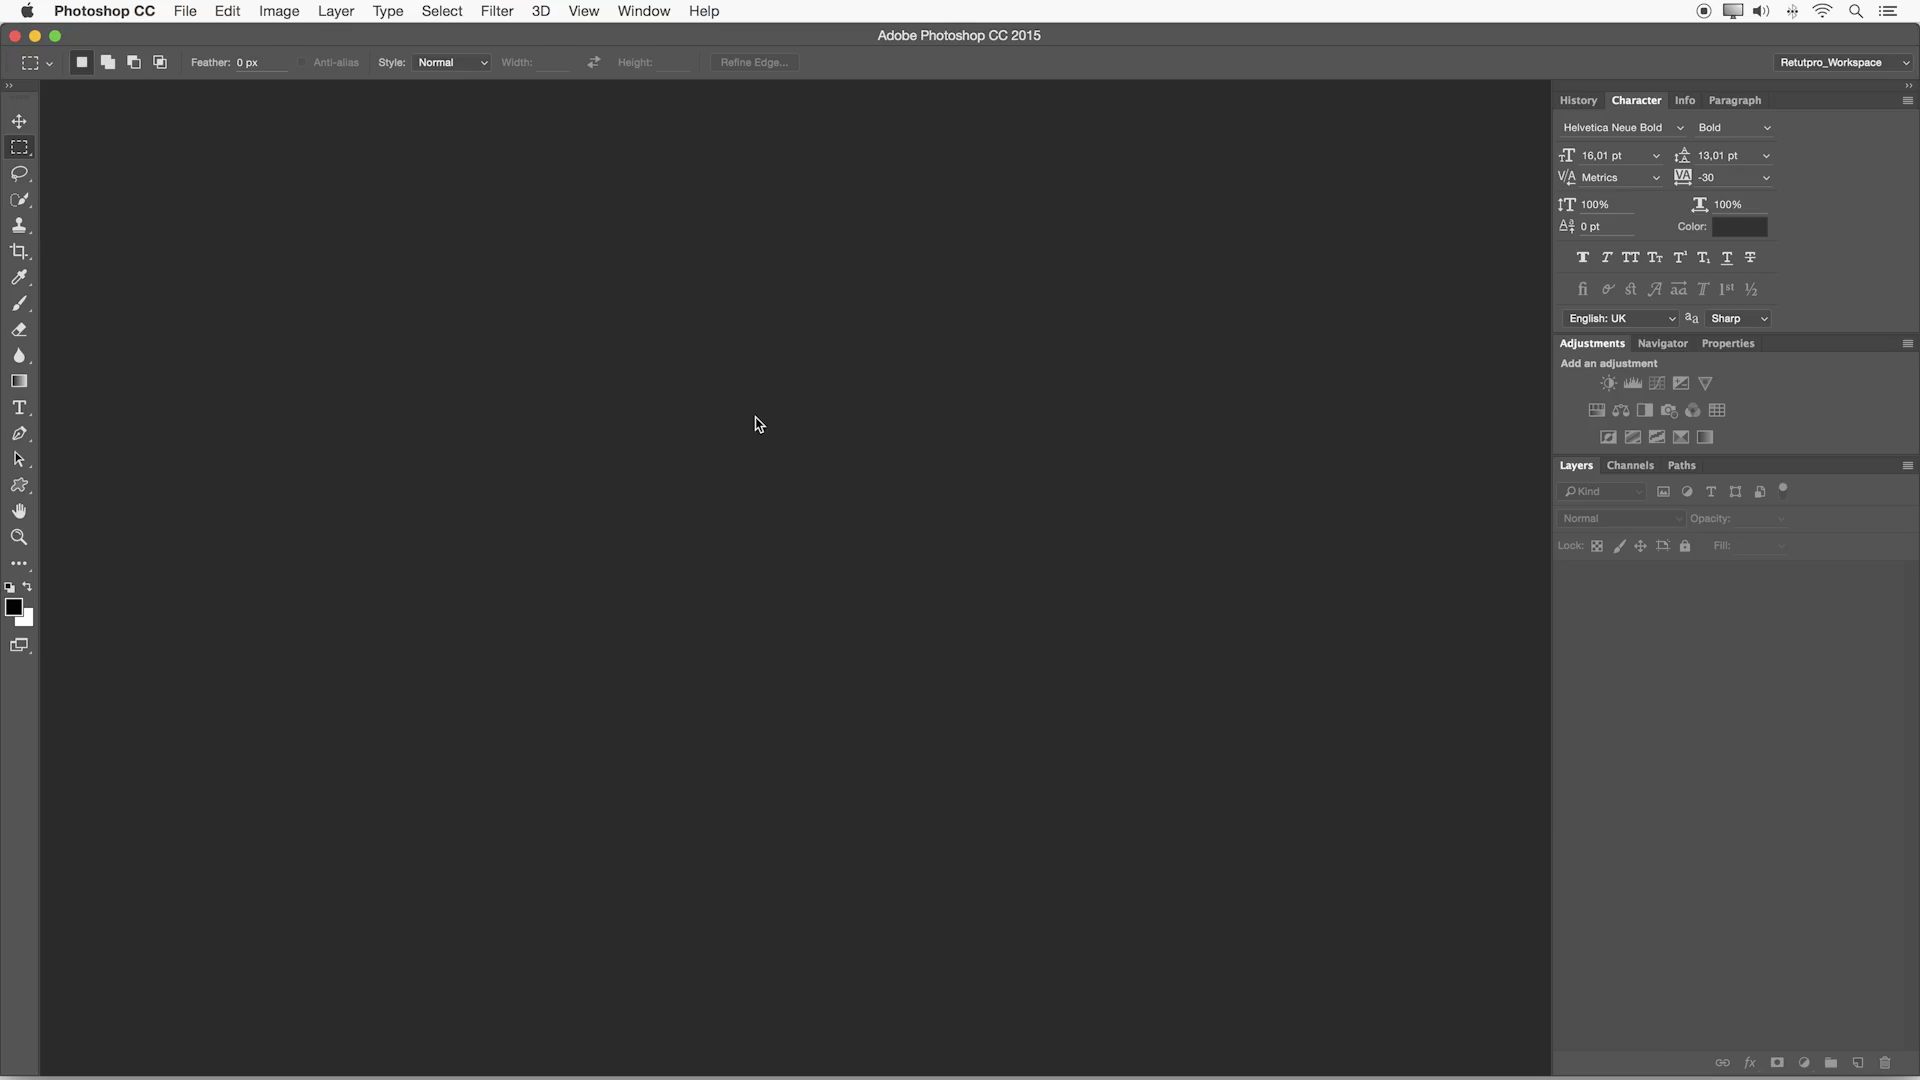 Photoshop CC File Edit Image Layer Type Select Filter 3D View Window Help
Adobe Photoshop CC 2015
Feather: 0 px Anti-alias Style: Normal Width: Height: Refine Edge... Retutpro_Workspace
History Character Info Paragraph
Helvetica Neue Bold Bold
16,01 pt 13,01 pt
Metrics -30
100% 100%
0 pt Color:
English: UK Sharp
Adjustments Navigator Properties
Add an adjustment
Layers Channels Paths
Kind
Normal Opacity:
Lock: Fill: